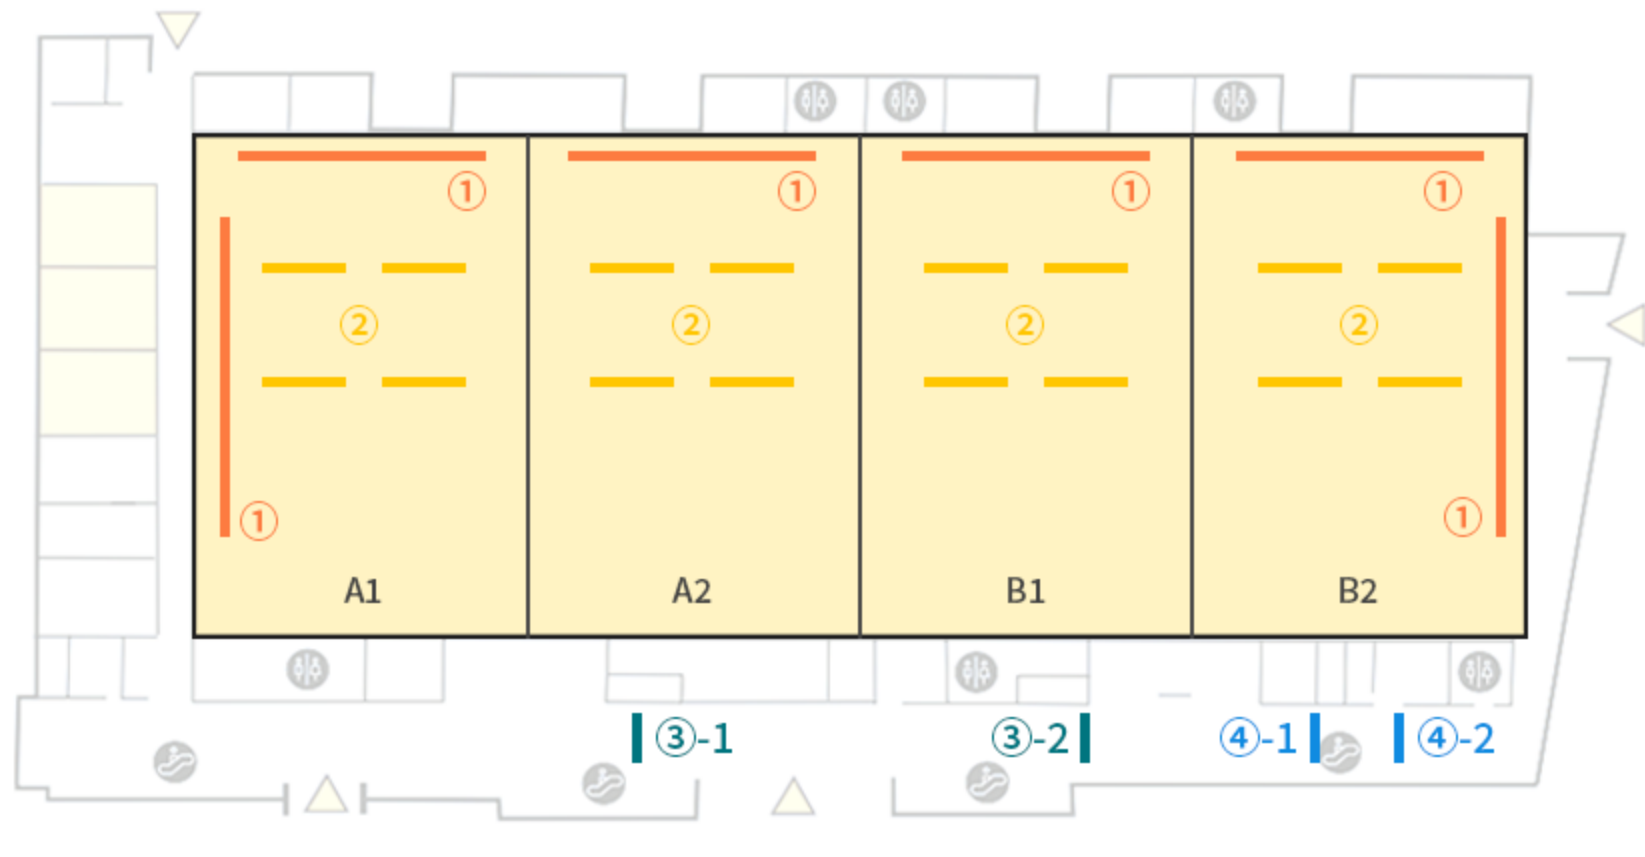 ① ① ① ①
② ② ② ②
① ①
A1 A2 B1 B2
③-1 ③-2 ④-1 ④-2